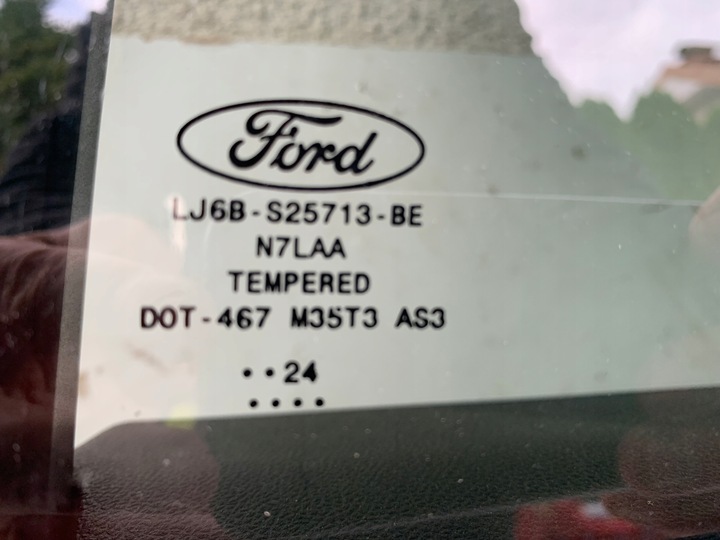 Ford
LJ6B-S25713-BE
N7LAA
TEMPERED
DOT-467 M35T3 AS3
··24
····